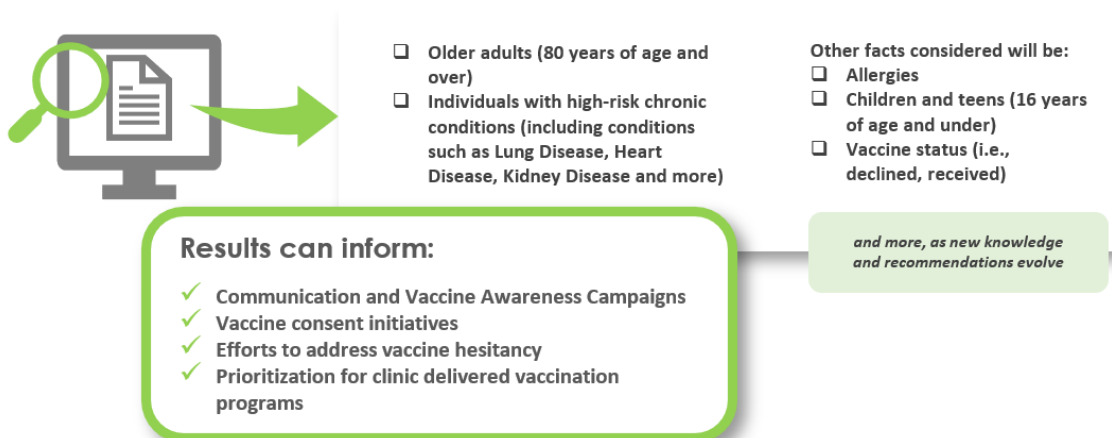 ❑ Older adults (80 years of age and
over)
❑ Individuals with high-risk chronic
conditions (including conditions
such as Lung Disease, Heart
Disease, Kidney Disease and more)
Other facts considered will be:
❑ Allergies
❑ Children and teens (16 years
of age and under)
❑ Vaccine status (i.e.,
declined, received)
and more, as new knowledge
and recommendations evolve
Results can inform:
✓ Communication and Vaccine Awareness Campaigns
✓ Vaccine consent initiatives
✓ Efforts to address vaccine hesitancy
✓ Prioritization for clinic delivered vaccination
programs